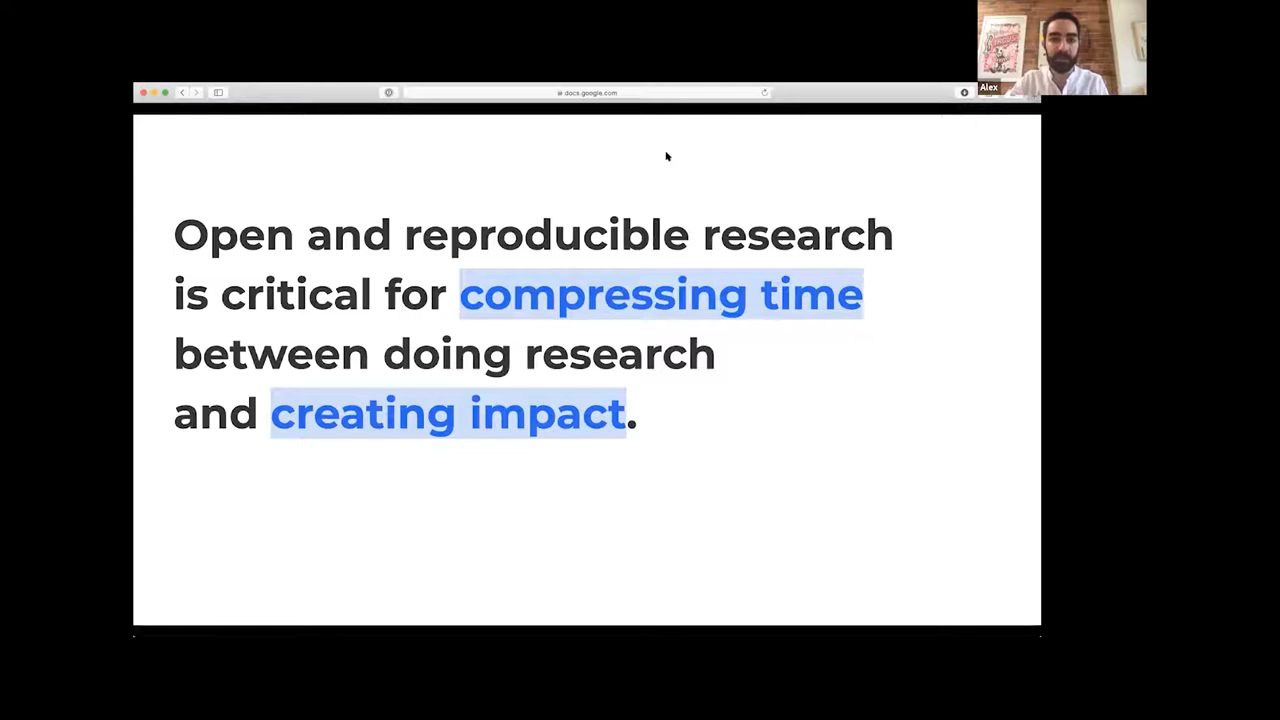 Alex
docs.google.com
Open and reproducible research
is critical for compressing time
between doing research
and creating impact.